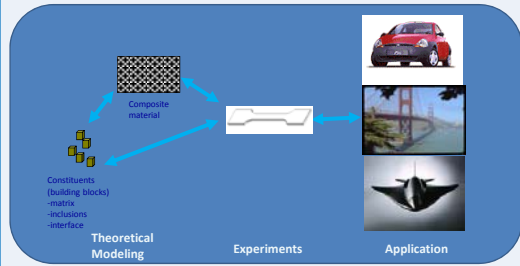 Composite
material
Constituents
(building blocks)
-matrix
-inclusions
-interface
Theoretical
Modeling
Experiments
Application